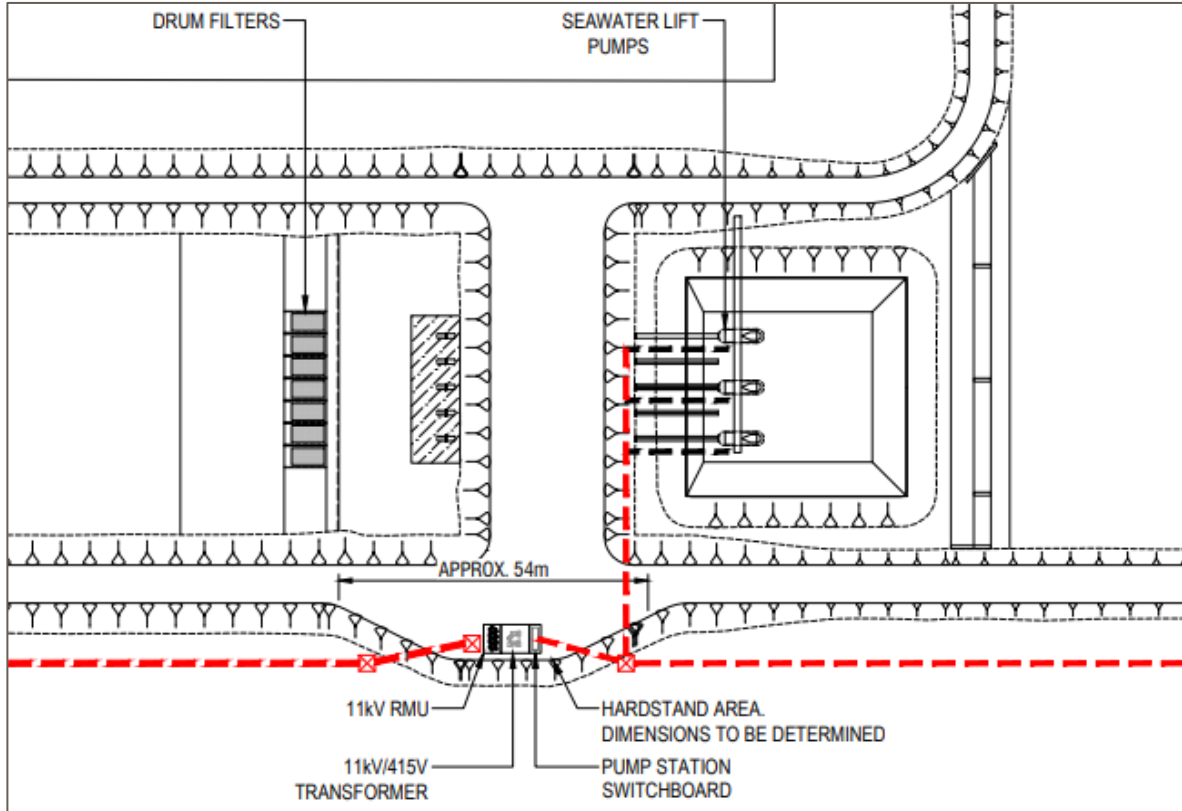 DRUM FILTERS
SEAWATER LIFT
PUMPS
APPROX. 54m
11kV RMU
HARDSTAND AREA.
DIMENSIONS TO BE DETERMINED
11kV/415V
TRANSFORMER
PUMP STATION
SWITCHBOARD